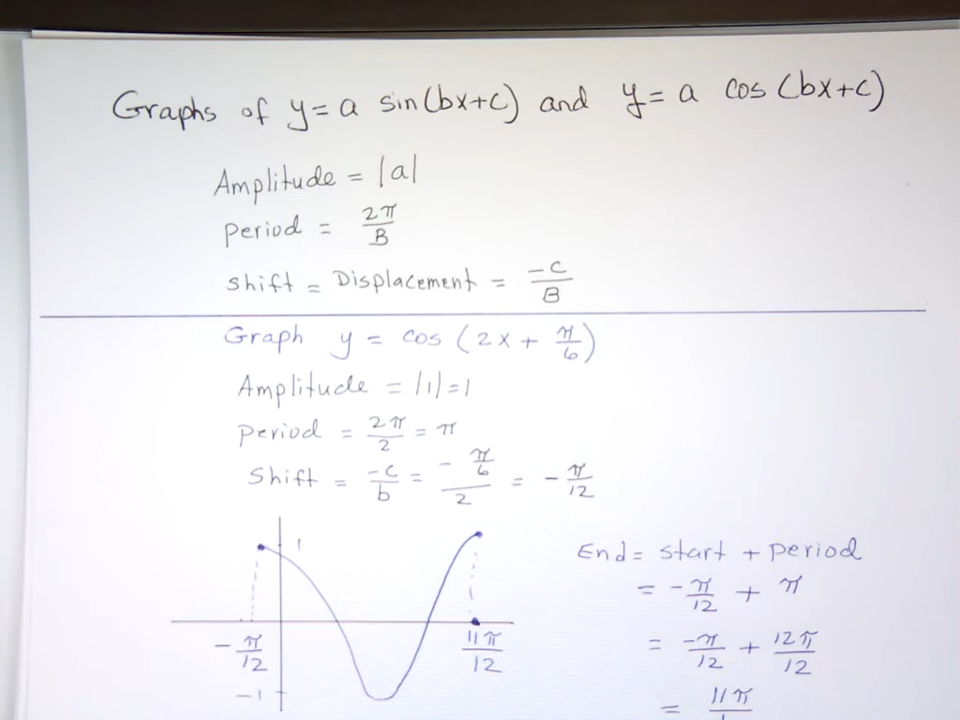 Graphs of y = a sin(bx+c) and y = a cos(bx+c)
Amplitude = |a|
period = 2π/B
shift = Displacement = -c/B
Graph y = cos(2x + π/6)
Amplitude = |1| = 1
period = 2π/2 = π
Shift = -c/b = (-π/6)/2 = -π/12
1
End = start + period
= -π/12 + π
-π/12
11π/12
= -π/12 + 12π/12
-1
= 11π